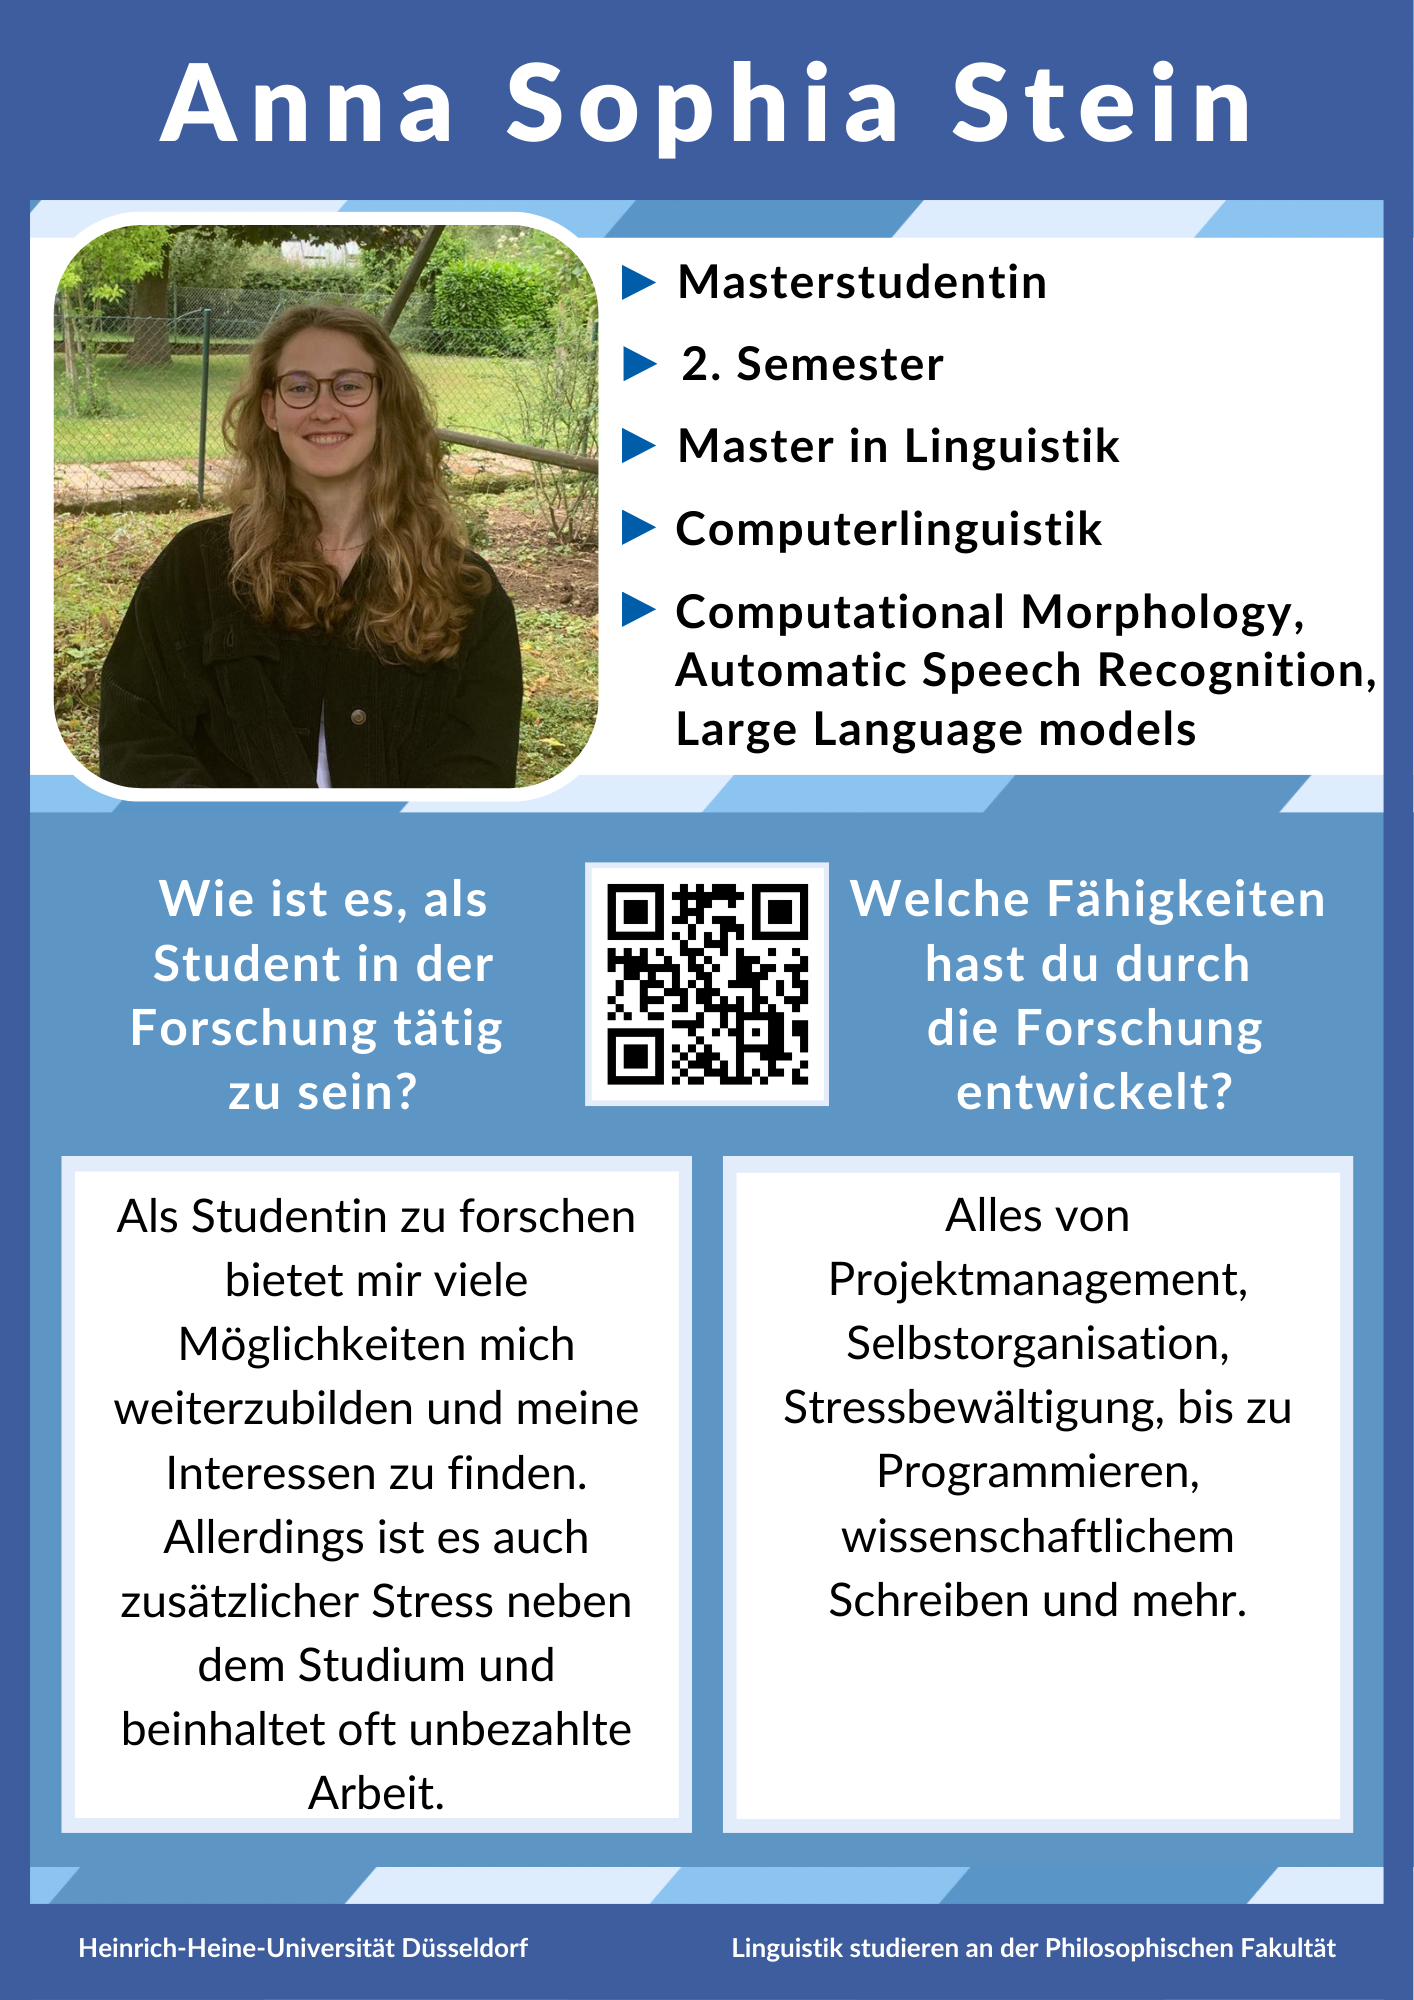 Anna Sophia Stein
Masterstudentin
2. Semester
Master in Linguistik
Computerlinguistik
Computational Morphology,
Automatic Speech Recognition,
Large Language models
Wie ist es, als
Student in der
Forschung tätig
zu sein?
Welche Fähigkeiten
hast du durch
die Forschung
entwickelt?
Als Studentin zu forschen
bietet mir viele
Möglichkeiten mich
weiterzubilden und meine
Interessen zu finden.
Allerdings ist es auch
zusätzlicher Stress neben
dem Studium und
beinhaltet oft unbezahlte
Arbeit.
Alles von
Projektmanagement,
Selbstorganisation,
Stressbewältigung, bis zu
Programmieren,
wissenschaftlichem
Schreiben und mehr.
Heinrich-Heine-Universität Düsseldorf
Linguistik studieren an der Philosophischen Fakultät